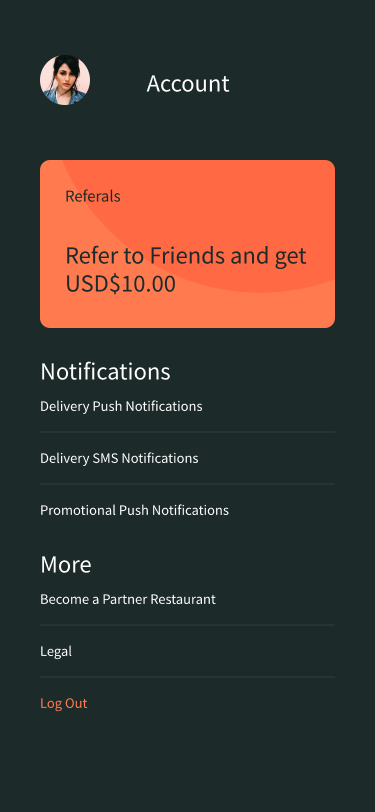 Account
Referals
Refer to Friends and get
USD$10.00
Notifications
Delivery Push Notifications
Delivery SMS Notifications
Promotional Push Notifications
More
Become a Partner Restaurant
Legal
Log Out